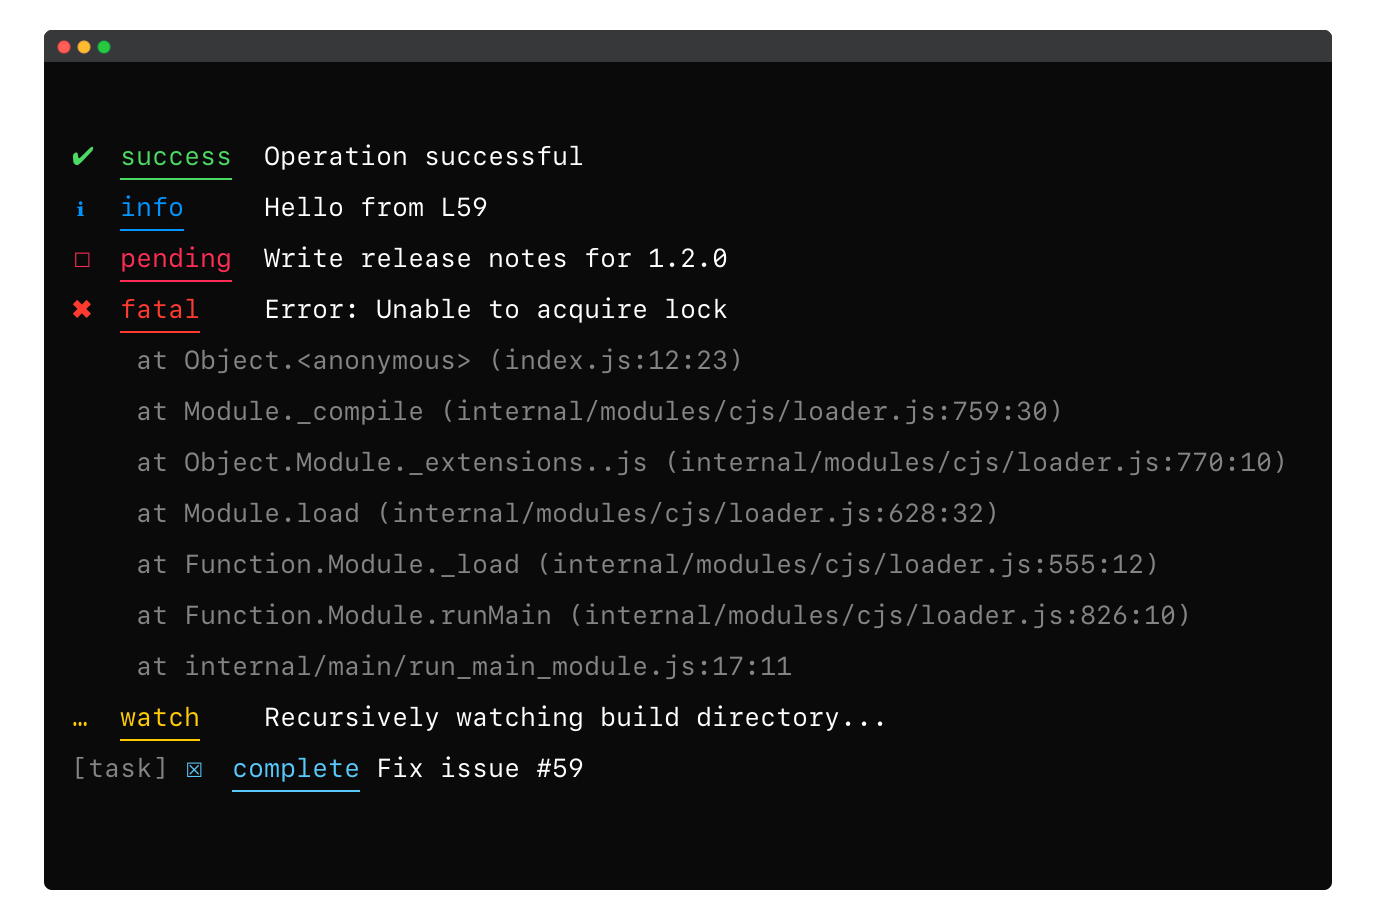 ✔ success Operation successful
ℹ info Hello from L59
☐ pending Write release notes for 1.2.0
✖ fatal Error: Unable to acquire lock
at Object.<anonymous> (index.js:12:23)
at Module._compile (internal/modules/cjs/loader.js:759:30)
at Object.Module._extensions..js (internal/modules/cjs/loader.js:770:10)
at Module.load (internal/modules/cjs/loader.js:628:32)
at Function.Module._load (internal/modules/cjs/loader.js:555:12)
at Function.Module.runMain (internal/modules/cjs/loader.js:826:10)
at internal/main/run_main_module.js:17:11
… watch Recursively watching build directory...
[task] ☒ complete Fix issue #59